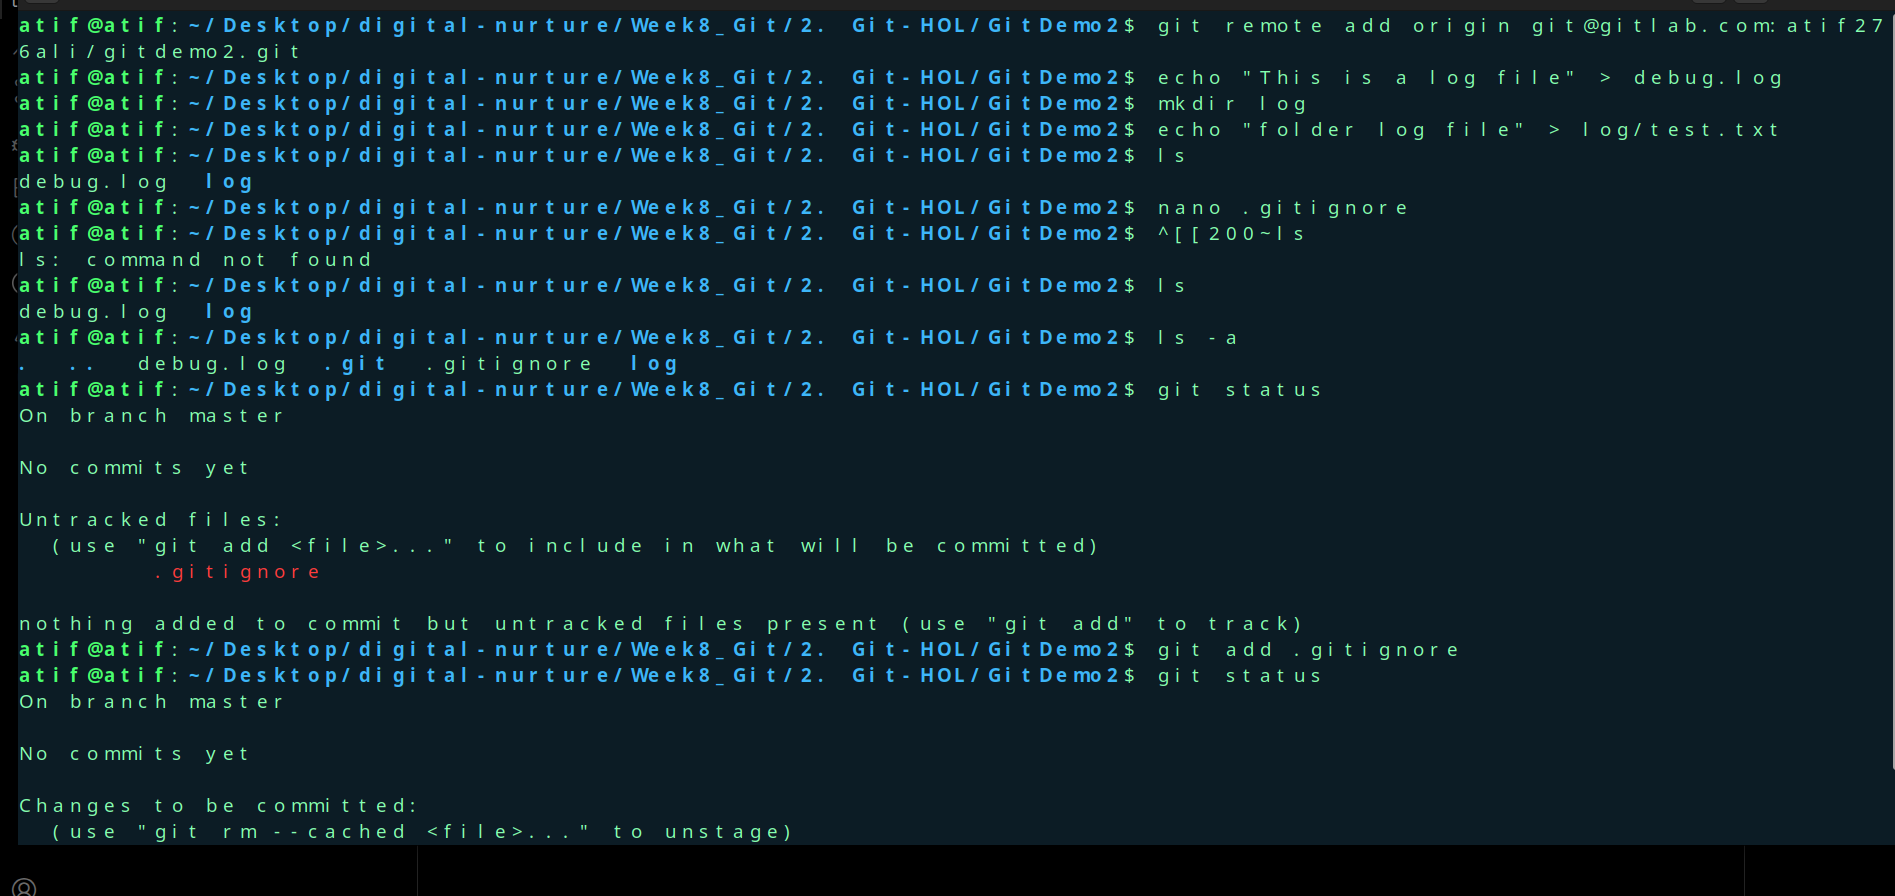 atif@atif:~/Desktop/digital-nurture/Week8_Git/2. Git-HOL/GitDemo2$ git remote add origin git@gitlab.com:atif27
6ali/gitdemo2.git
atif@atif:~/Desktop/digital-nurture/Week8_Git/2. Git-HOL/GitDemo2$ echo "This is a log file" > debug.log
atif@atif:~/Desktop/digital-nurture/Week8_Git/2. Git-HOL/GitDemo2$ mkdir log
atif@atif:~/Desktop/digital-nurture/Week8_Git/2. Git-HOL/GitDemo2$ echo "folder log file" > log/test.txt
atif@atif:~/Desktop/digital-nurture/Week8_Git/2. Git-HOL/GitDemo2$ ls
debug.log  log
atif@atif:~/Desktop/digital-nurture/Week8_Git/2. Git-HOL/GitDemo2$ nano .gitignore
atif@atif:~/Desktop/digital-nurture/Week8_Git/2. Git-HOL/GitDemo2$ ^[[200~ls
ls: command not found
atif@atif:~/Desktop/digital-nurture/Week8_Git/2. Git-HOL/GitDemo2$ ls
debug.log  log
atif@atif:~/Desktop/digital-nurture/Week8_Git/2. Git-HOL/GitDemo2$ ls -a
.  ..  debug.log  .git  .gitignore  log
atif@atif:~/Desktop/digital-nurture/Week8_Git/2. Git-HOL/GitDemo2$ git status
On branch master
No commits yet
Untracked files:
  (use "git add <file>..." to include in what will be committed)
        .gitignore
nothing added to commit but untracked files present (use "git add" to track)
atif@atif:~/Desktop/digital-nurture/Week8_Git/2. Git-HOL/GitDemo2$ git add .gitignore
atif@atif:~/Desktop/digital-nurture/Week8_Git/2. Git-HOL/GitDemo2$ git status
On branch master
No commits yet
Changes to be committed:
  (use "git rm --cached <file>..." to unstage)